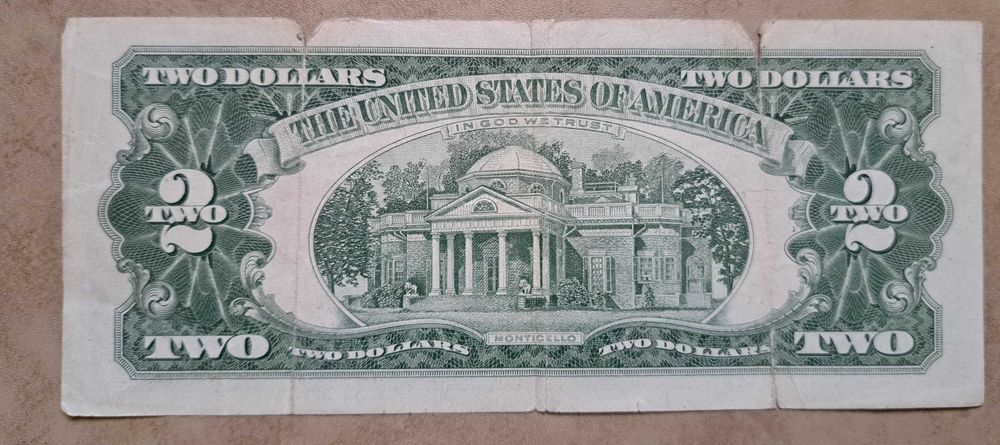 TWO DOLLARS TWO DOLLARS
THE UNITED STATES OF AMERICA
IN GOD WE TRUST
2 2
TWO TWO
MONTICELLO
TWO TWO DOLLARS TWO DOLLARS TWO